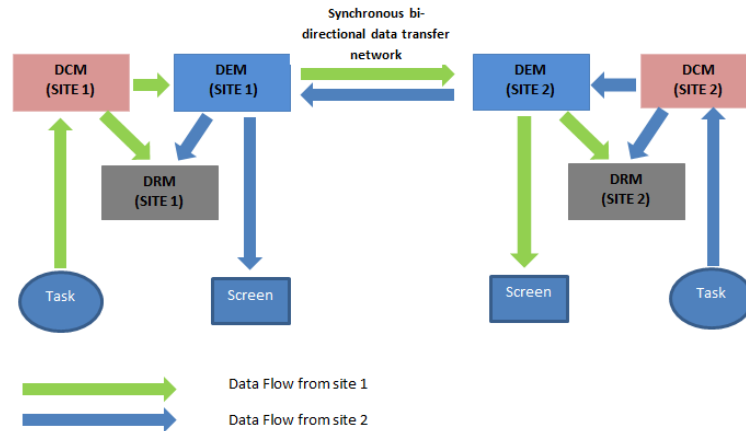 Synchronous bi-
directional data transfer
network
DCM
(SITE 1)
DEM
(SITE 1)
DEM
(SITE 2)
DCM
(SITE 2)
DRM
(SITE 1)
DRM
(SITE 2)
Task
Screen
Screen
Task
Data Flow from site 1
Data Flow from site 2